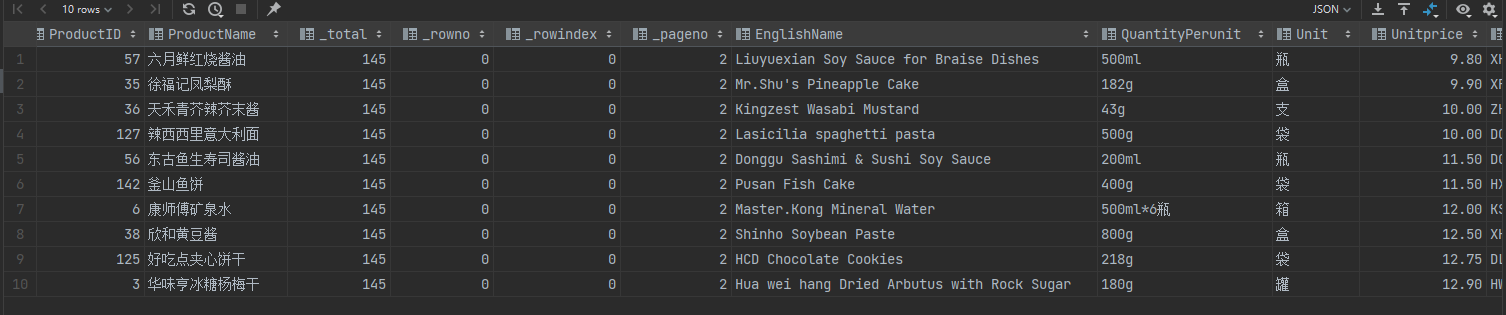 10 rows JSON
ProductID ProductName _total _rowno _rowindex _pageno EnglishName QuantityPerunit Unit Unitprice
1 57 六月鲜红烧酱油 145 0 0 2 Liuyuexian Soy Sauce for Braise Dishes 500ml 瓶 9.80 XH
2 35 徐福记凤梨酥 145 0 0 2 Mr.Shu's Pineapple Cake 182g 盒 9.90 XF
3 36 天禾青芥辣芥末酱 145 0 0 2 Kingzest Wasabi Mustard 43g 支 10.00 ZH
4 127 辣西西里意大利面 145 0 0 2 Lasicilia spaghetti pasta 500g 袋 10.00 DO
5 56 东古鱼生寿司酱油 145 0 0 2 Donggu Sashimi & Sushi Soy Sauce 200ml 瓶 11.50
6 142 釜山鱼饼 145 0 0 2 Pusan Fish Cake 400g 袋 11.50 HX
7 6 康师傅矿泉水 145 0 0 2 Master.Kong Mineral Water 500ml*6瓶 箱 12.00 KS
8 38 欣和黄豆酱 145 0 0 2 Shinho Soybean Paste 800g 盒 12.50 XH
9 125 好吃点夹心饼干 145 0 0 2 HCD Chocolate Cookies 218g 袋 12.75 DL
10 3 华味亨冰糖杨梅干 145 0 0 2 Hua wei hang Dried Arbutus with Rock Sugar 180g 罐 12.90 HW